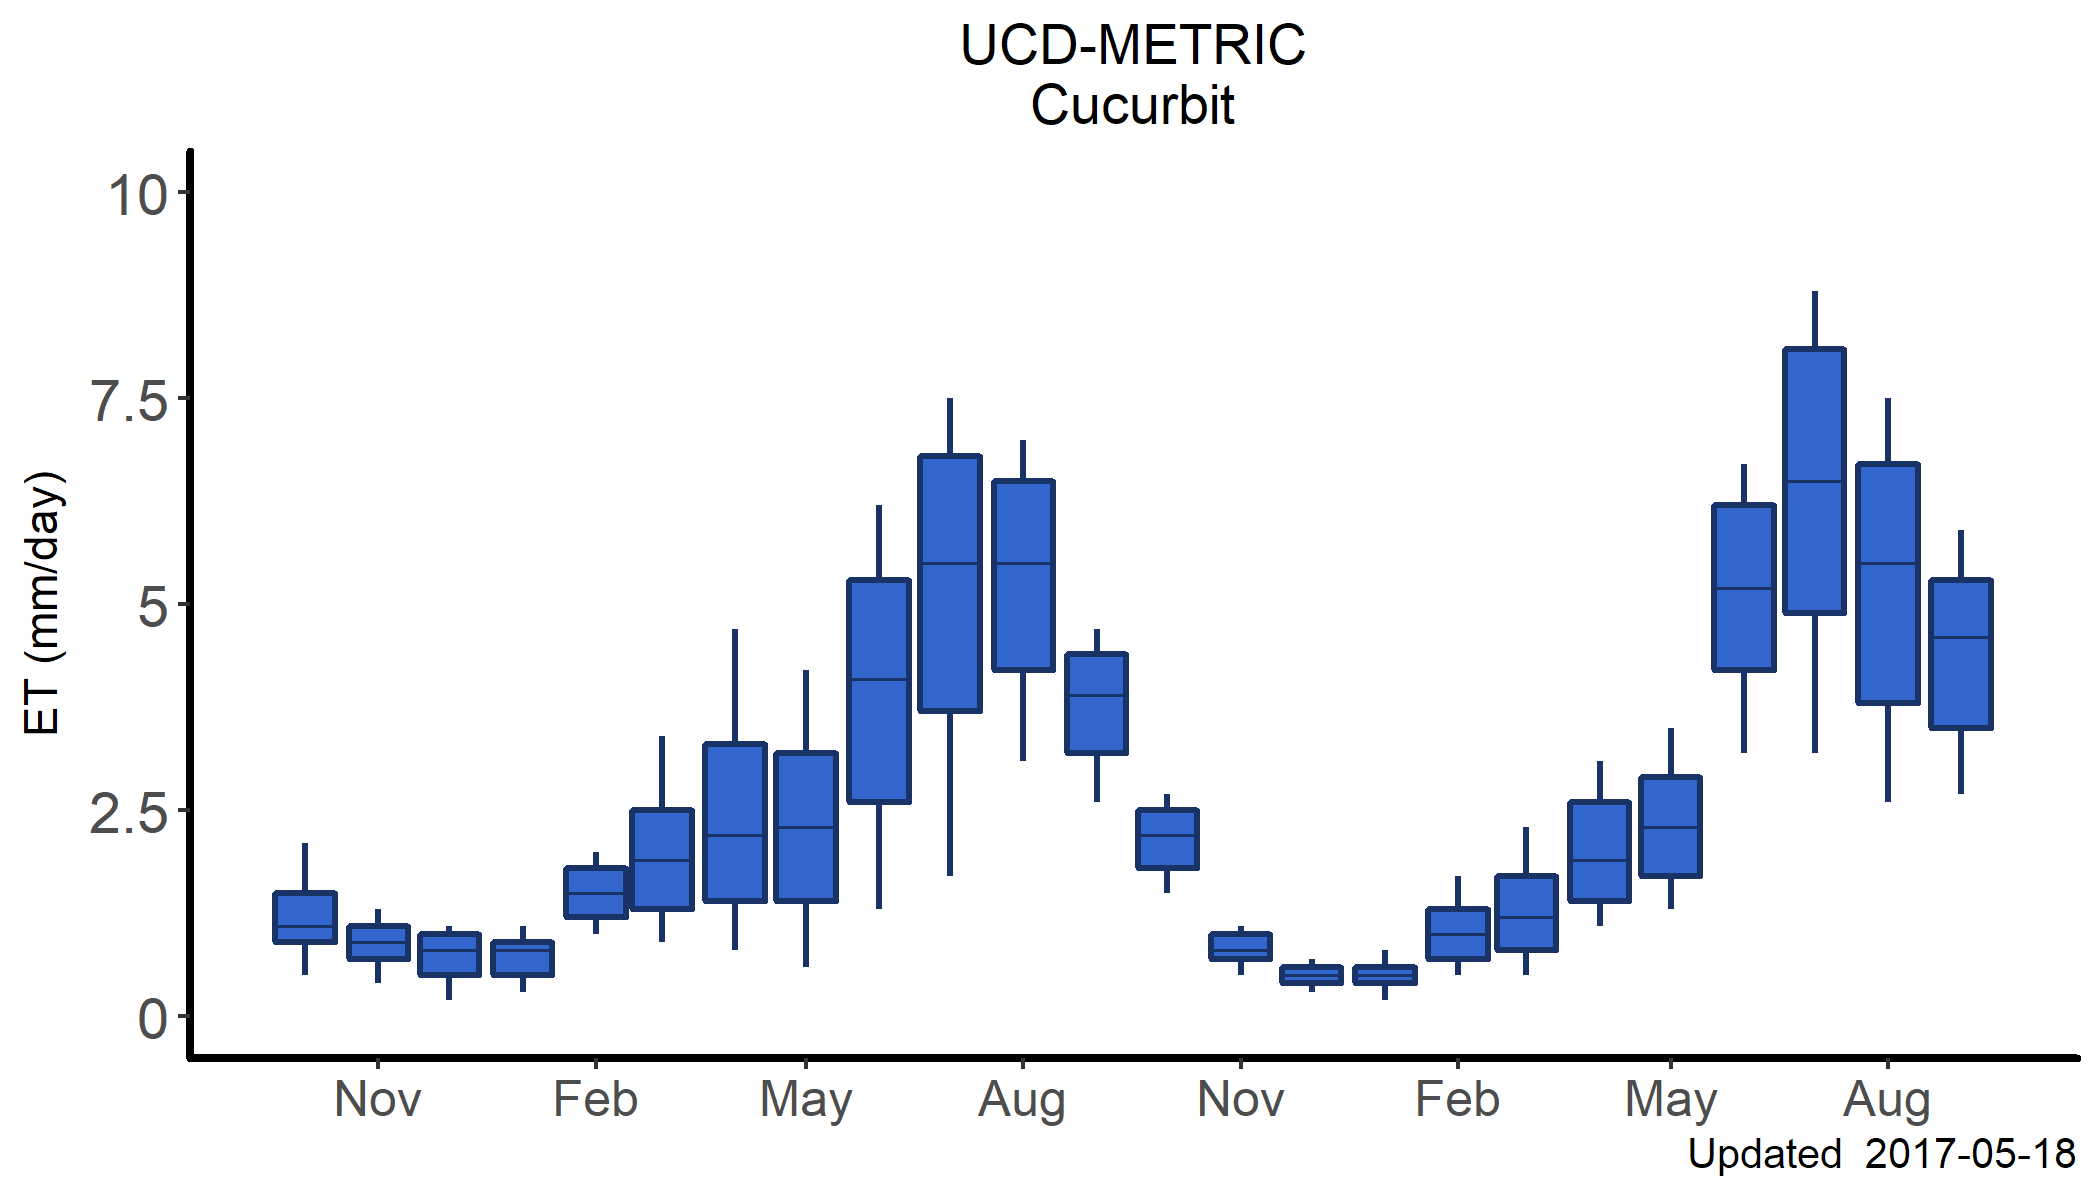 UCD-METRIC
Cucurbit
ET (mm/day)
10
7.5
5
2.5
0
Nov Feb May Aug Nov Feb May Aug
Updated 2017-05-18